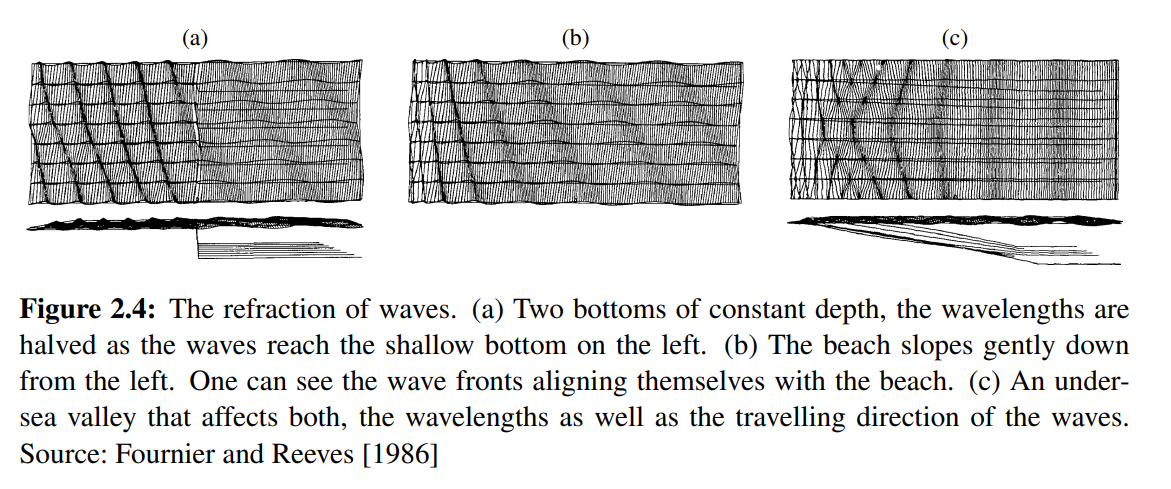 (a) (b) (c)
Figure 2.4: The refraction of waves. (a) Two bottoms of constant depth, the wavelengths are
halved as the waves reach the shallow bottom on the left. (b) The beach slopes gently down
from the left. One can see the wave fronts aligning themselves with the beach. (c) An under-
sea valley that affects both, the wavelengths as well as the travelling direction of the waves.
Source: Fournier and Reeves [1986]